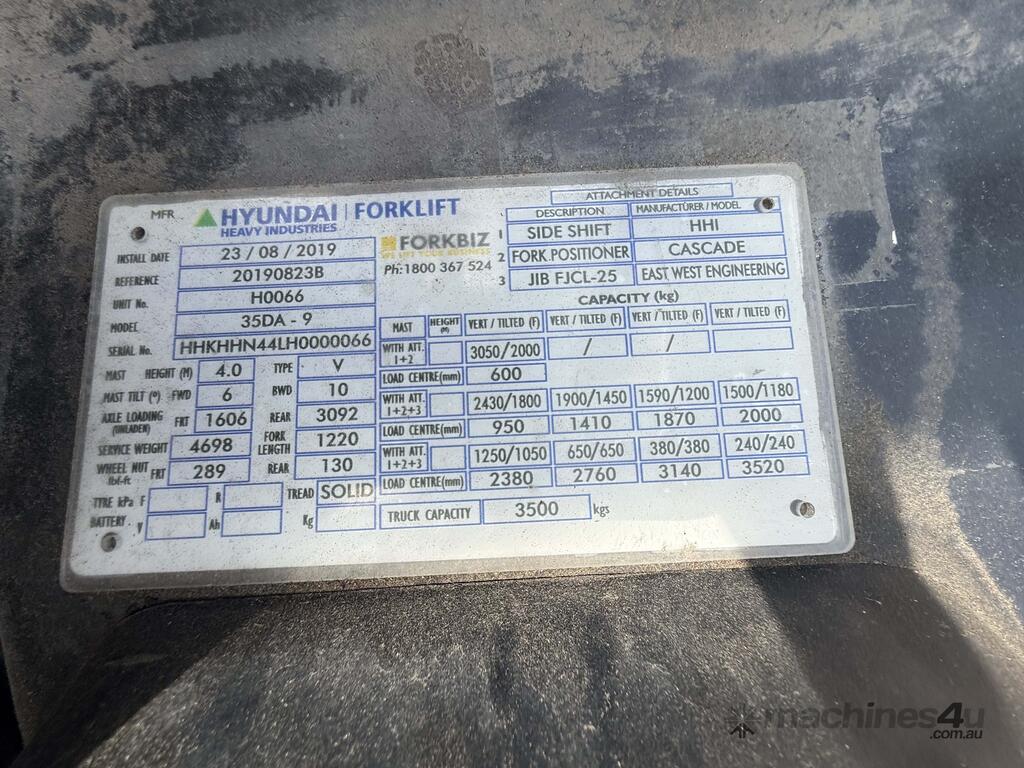 MFR HYUNDAI HEAVY INDUSTRIES | FORKLIFT
INSTALL DATE 23 / 08 / 2019
REFERENCE 20190823B
UNIT No. H0066
MODEL 35DA - 9
SERIAL No. HHKHHN44LH0000066
MAST HEIGHT (M) 4.0 TYPE V
MAST TILT (°) FWD 6 BWD 10
AXLE LOADING (UNLADEN) FRT 1606 REAR 3092
SERVICE WEIGHT 4698 FORK LENGTH 1220
WHEEL NUT lbf-ft FRT 289 REAR 130
TYRE kPa F R TREAD SOLID
BATTERY V Ah Kg
FORKBIZ
WE LIFT YOUR BUSINESS
Ph:1800 367 524
ATTACHMENT DETAILS
DESCRIPTION MANUFACTURER / MODEL
1 SIDE SHIFT HHI
2 FORK.POSITIONER CASCADE
3 JIB FJCL-25 EAST WEST ENGINEERING
CAPACITY (kg)
MAST HEIGHT (M) VERT / TILTED (F) VERT / TILTED (F) VERT / TILTED (F) VERT / TILTED (F)
WITH ATT. 1+2 3050/2000 / /
LOAD CENTRE(mm) 600
WITH ATT. 1+2+3 2430/1800 1900/1450 1590/1200 1500/1180
LOAD CENTRE(mm) 950 1410 1870 2000
WITH ATT. 1+2+3 1250/1050 650/650 380/380 240/240
LOAD CENTRE(mm) 2380 2760 3140 3520
TRUCK CAPACITY 3500 kgs
machines4u
.com.au